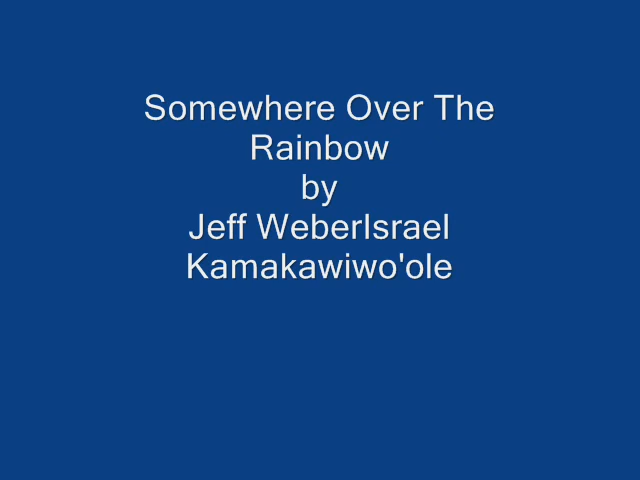 Somewhere Over The
Rainbow
by
Jeff WeberIsrael
Kamakawiwo'ole